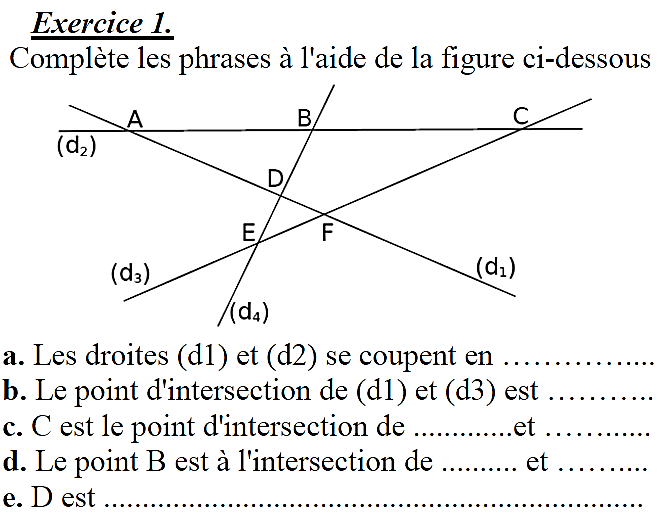 Exercice 1.
Complète les phrases à l'aide de la figure ci-dessous
A B C
(d₂)
D
E F
(d₃) (d₁)
(d₄)
a. Les droites (d1) et (d2) se coupent en ……………...
b. Le point d'intersection de (d1) et (d3) est ………..
c. C est le point d'intersection de .............et …………
d. Le point B est à l'intersection de .......... et ……...
e. D est ......................................................................